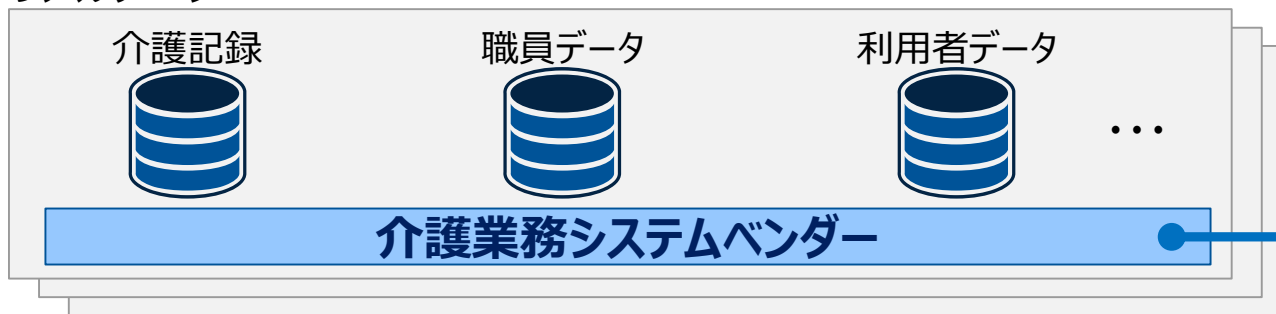 介護記録
職員データ
利用者データ
…
介護業務システムベンダー